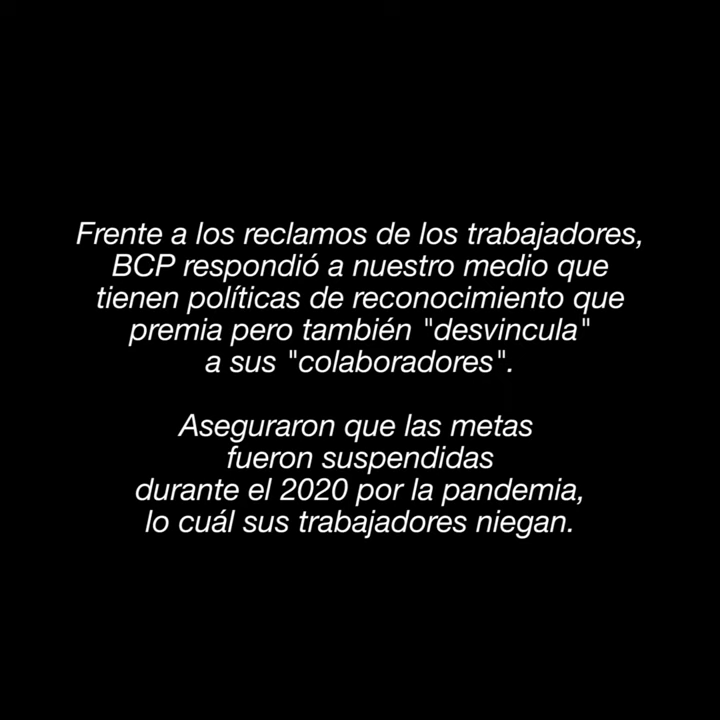 Frente a los reclamos de los trabajadores,
BCP respondió a nuestro medio que
tienen políticas de reconocimiento que
premia pero también "desvincula"
a sus "colaboradores".
Aseguraron que las metas
fueron suspendidas
durante el 2020 por la pandemia,
lo cuál sus trabajadores niegan.